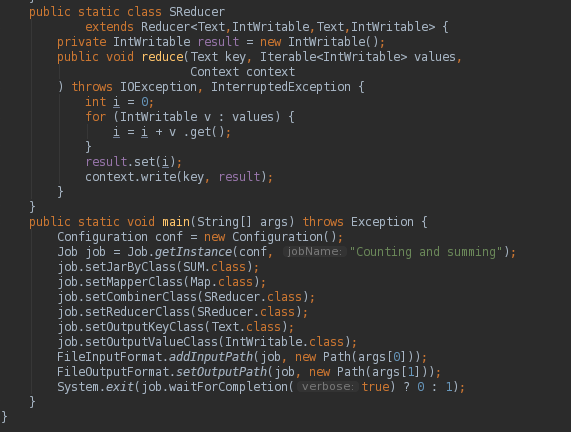 public static class SReducer
        extends Reducer<Text,IntWritable,Text,IntWritable> {
    private IntWritable result = new IntWritable();
    public void reduce(Text key, Iterable<IntWritable> values,
                       Context context
    ) throws IOException, InterruptedException {
        int i = 0;
        for (IntWritable v : values) {
            i = i + v .get();
        }
        result.set(i);
        context.write(key, result);
    }
}
public static void main(String[] args) throws Exception {
    Configuration conf = new Configuration();
    Job job = Job.getInstance(conf, jobName: "Counting and summing");
    job.setJarByClass(SUM.class);
    job.setMapperClass(Map.class);
    job.setCombinerClass(SReducer.class);
    job.setReducerClass(SReducer.class);
    job.setOutputKeyClass(Text.class);
    job.setOutputValueClass(IntWritable.class);
    FileInputFormat.addInputPath(job, new Path(args[0]));
    FileOutputFormat.setOutputPath(job, new Path(args[1]));
    System.exit(job.waitForCompletion( verbose: true) ? 0 : 1);
}
}